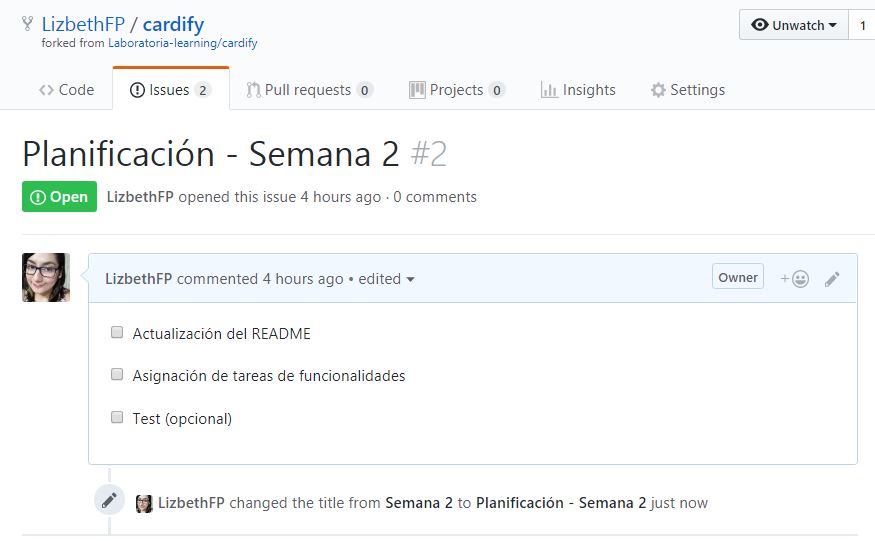 LizbethFP / cardify
forked from Laboratoria-learning/cardify
Unwatch 1
Code Issues 2 Pull requests 0 Projects 0 Insights Settings
Planificación - Semana 2 #2
Open LizbethFP opened this issue 4 hours ago · 0 comments
LizbethFP commented 4 hours ago • edited Owner
Actualización del README
Asignación de tareas de funcionalidades
Test (opcional)
LizbethFP changed the title from Semana 2 to Planificación - Semana 2 just now